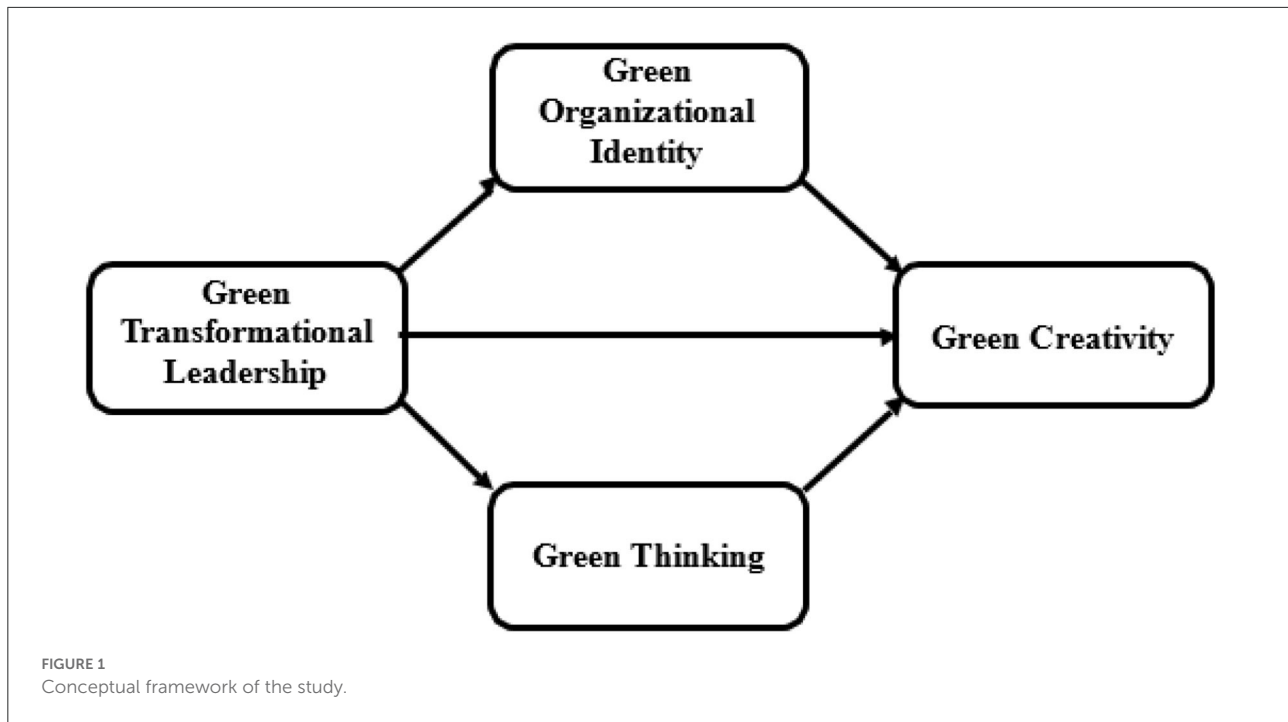 Green
Organizational
Identity
Green
Transformational
Leadership
Green Creativity
Green Thinking
FIGURE 1
Conceptual framework of the study.